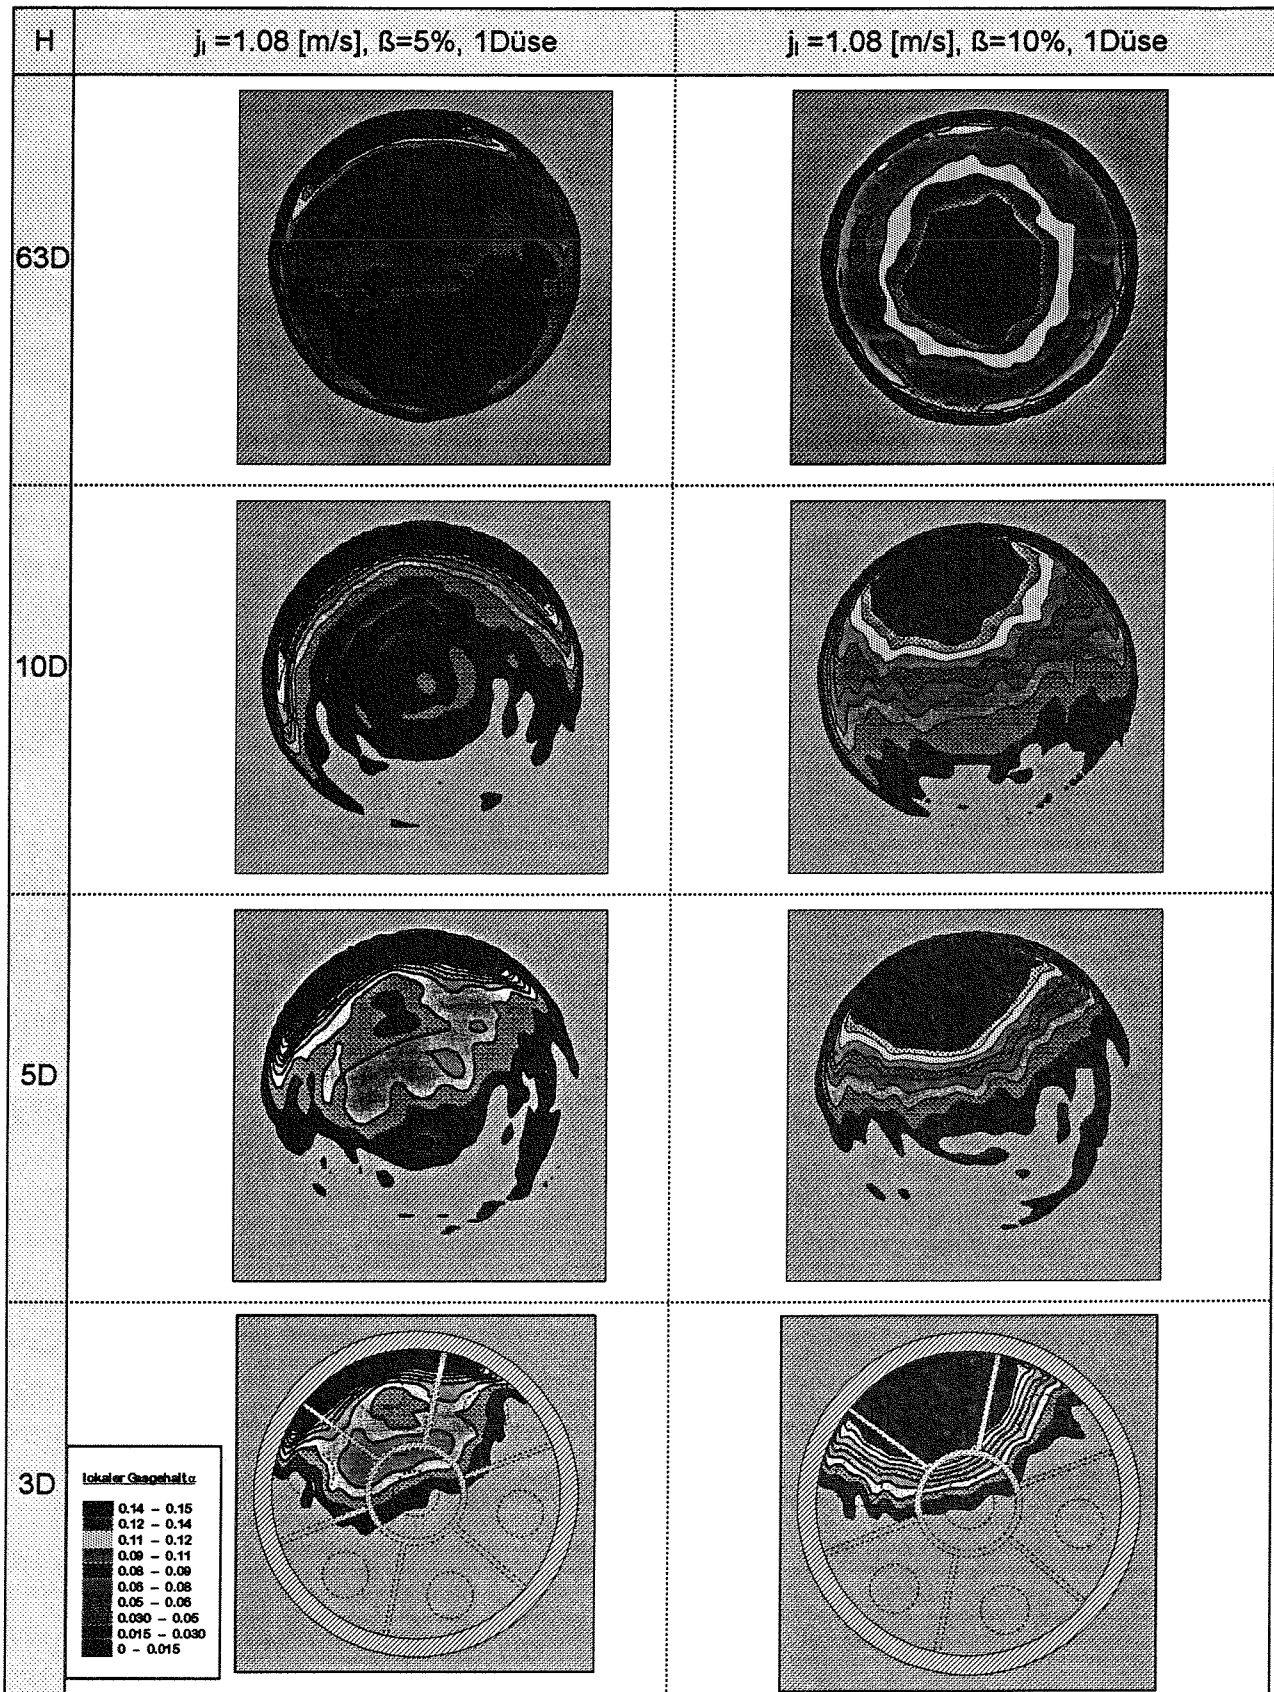 H
j_l =1.08 [m/s], ß=5%, 1Düse
j_l =1.08 [m/s], ß=10%, 1Düse
63D
10D
5D
3D
lokaler Gasgehalt α
0.14 – 0.15
0.12 – 0.14
0.11 – 0.12
0.09 – 0.11
0.08 – 0.09
0.06 – 0.08
0.05 – 0.06
0.030 – 0.05
0.015 – 0.030
0 – 0.015